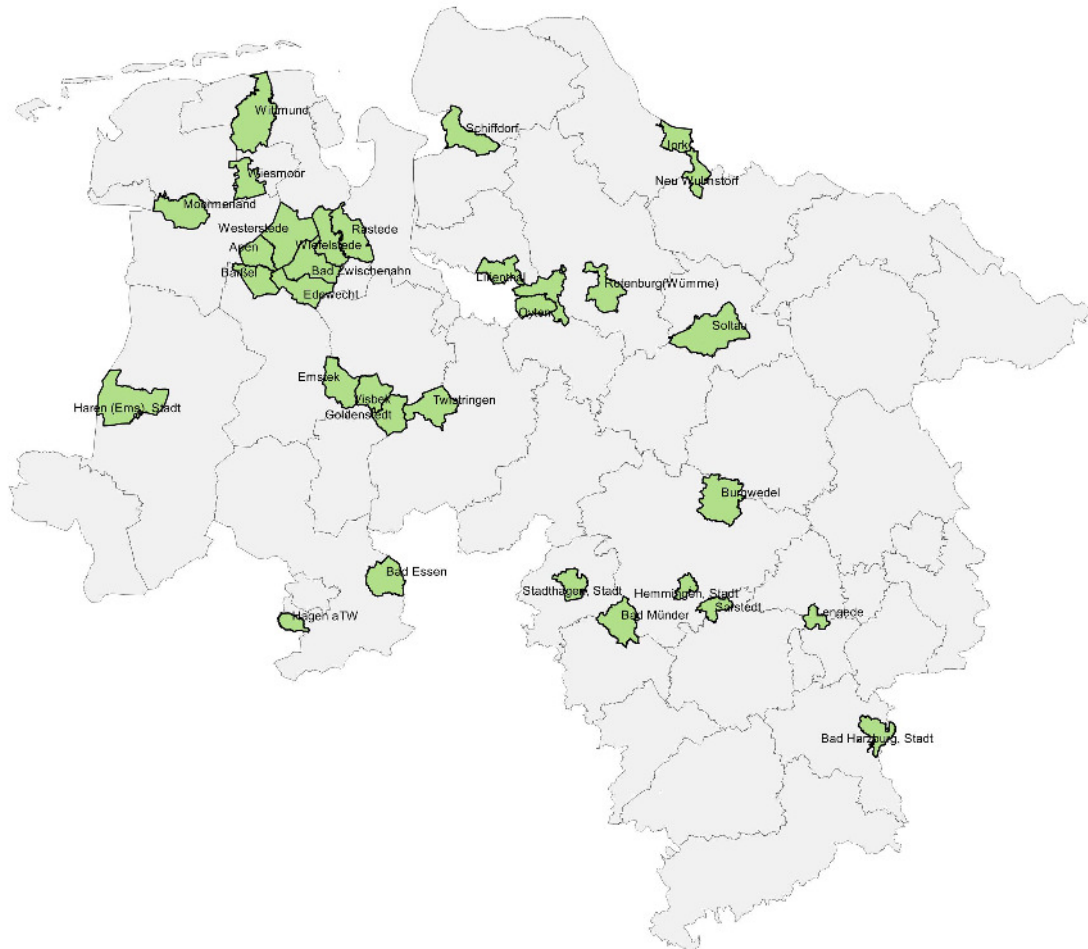 Wittmund
Schiffdorf
Jork
Wiesmoor
Neu Wulmstorf
Moormerland
Westerstede
Rastede
Apen
Wiefelstede
Barßel
Bad Zwischenahn
Lilienthal
Rotenburg(Wümme)
Edewecht
Oyten
Soltau
Emstek
Visbek
Twistringen
Haren (Ems), Stadt
Goldenstedt
Burgwedel
Bad Essen
Stadthagen, Stadt
Hemmingen, Stadt
Sarstedt
Lengede
Hagen aTW
Bad Münder
Bad Harzburg, Stadt